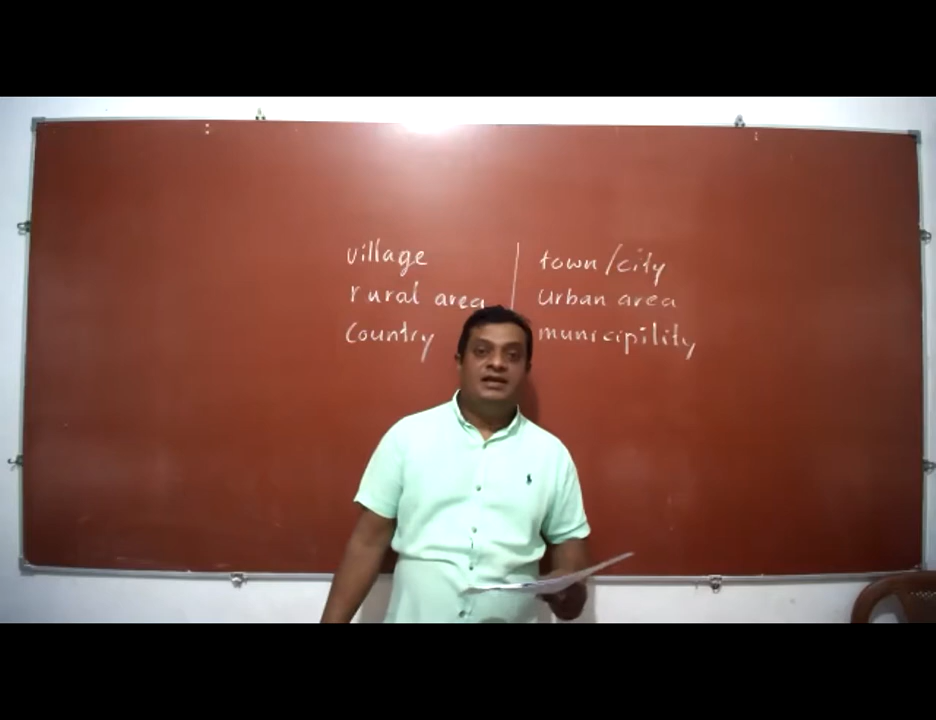 village | town/city
rural area | urban area
Country | municipility